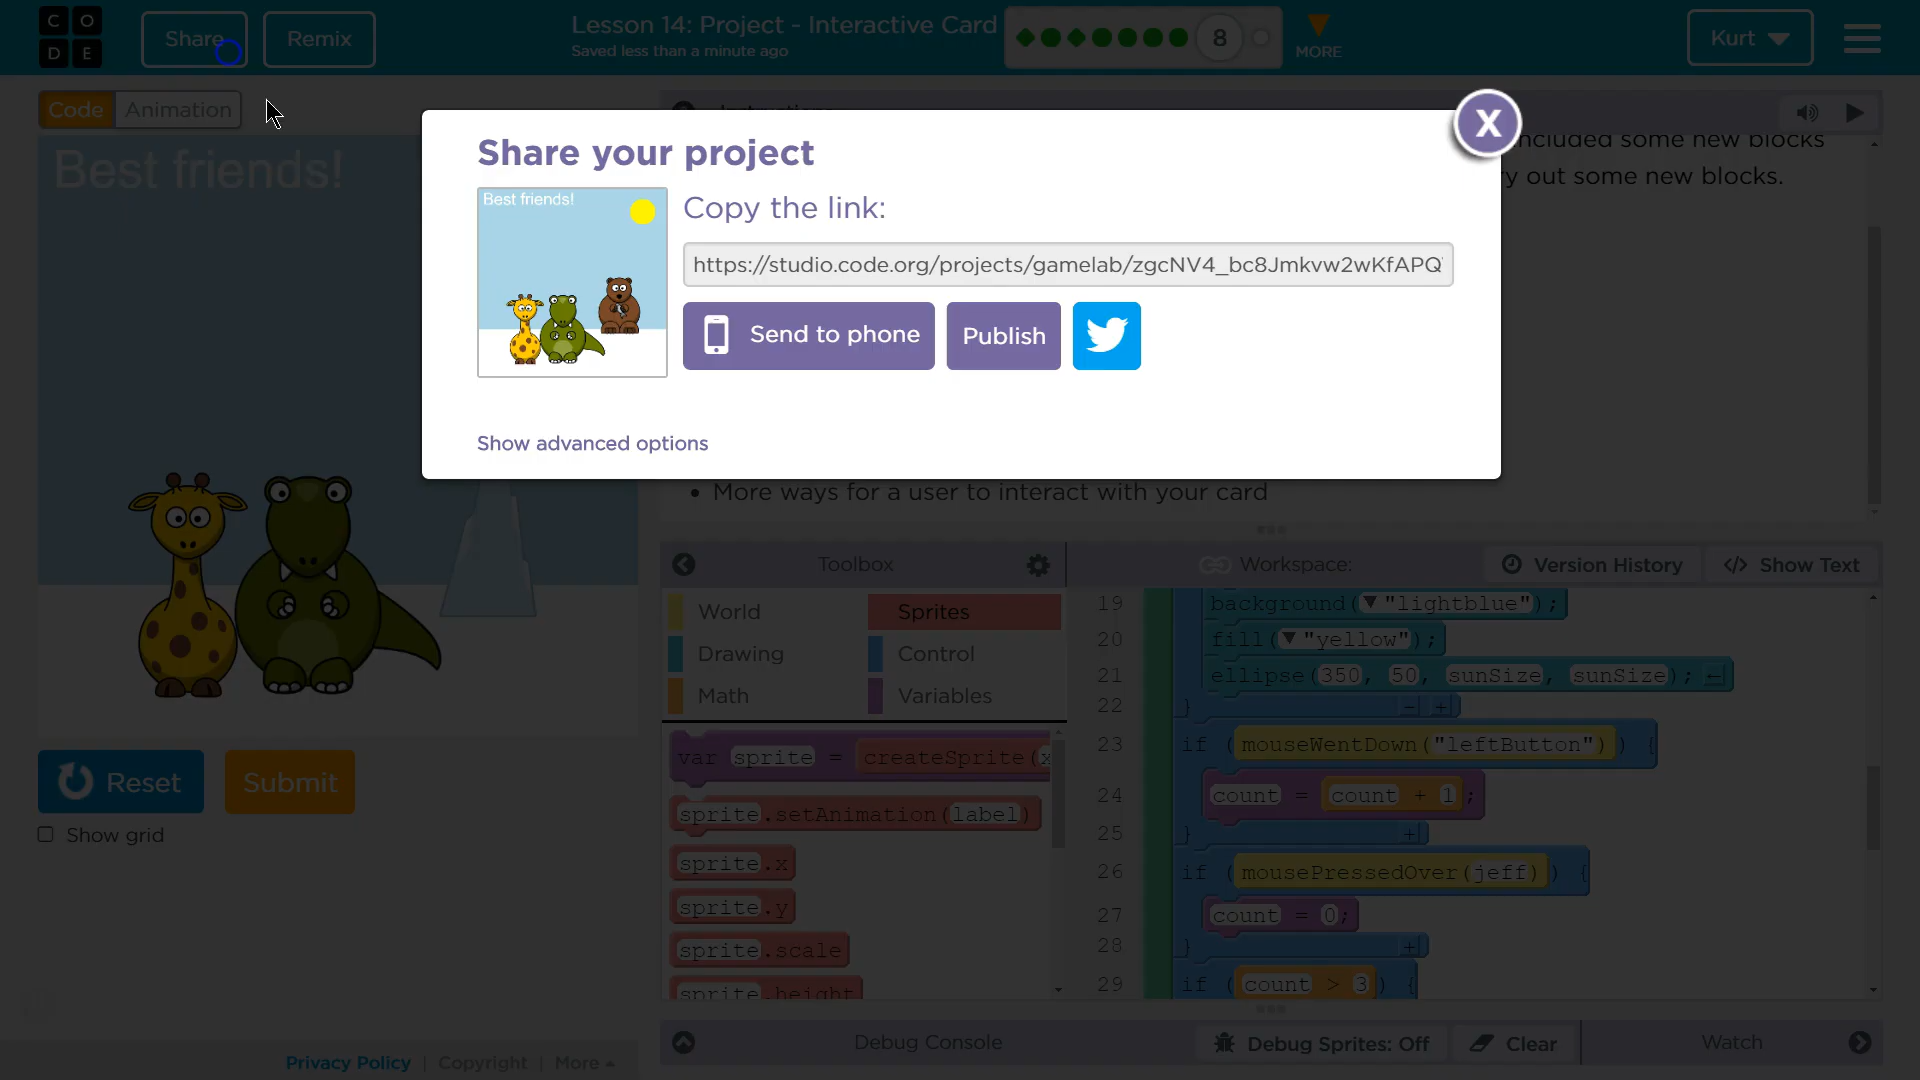 CO
DE
Share
Remix
Lesson 14: Project - Interactive Card
Saved less than a minute ago
8
MORE
Kurt
Code
Animation
Best friends!
included some new blocks
y out some new blocks.
X
Share your project
Best friends!
Copy the link:
https://studio.code.org/projects/gamelab/zgcNV4_bc8Jmkvw2wKfAPQ
Send to phone
Publish
Show advanced options
• More ways for a user to interact with your card
Toolbox
Workspace:
Version History
</> Show Text
World
Sprites
Drawing
Control
Math
Variables
var sprite = createSprite(x
sprite.setAnimation(label)
sprite.x
sprite.y
sprite.scale
sprite.height
19 background(▼"lightblue");
20 fill(▼"yellow");
21 ellipse(350, 50, sunSize, sunSize); ←
22 } - +
23 if (mouseWentDown("leftButton")) {
24 count = count + 1;
25 } +
26 if (mousePressedOver(jeff)) {
27 count = 0;
28 } +
29 if (count > 3) {
Reset
Submit
Show grid
Debug Console
Debug Sprites: Off
Clear
Watch
Privacy Policy | Copyright | More